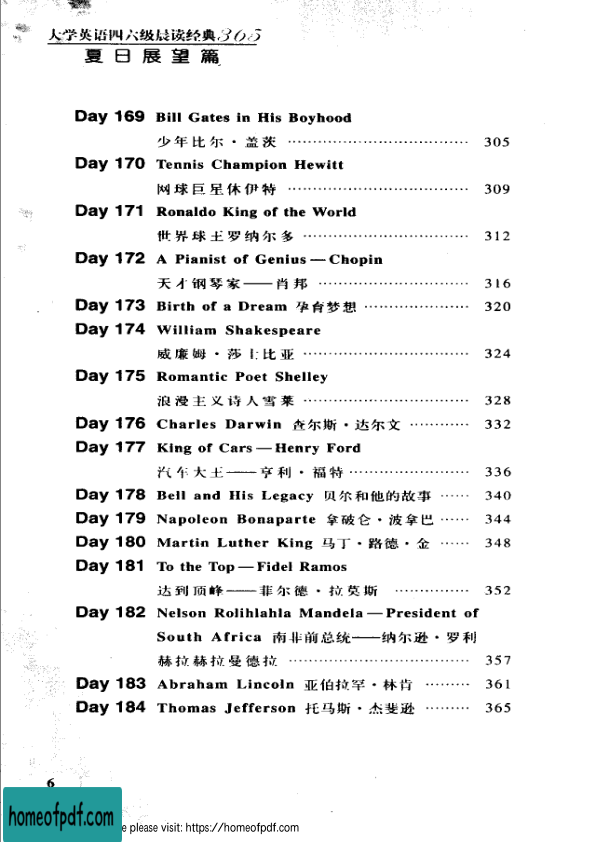 大学英语四六级晨读经典365
夏日展望篇
Day 169 Bill Gates in His Boyhood
少年比尔·盖茨 ………………………… 305
Day 170 Tennis Champion Hewitt
网球巨星休伊特 ………………………… 309
Day 171 Ronaldo King of the World
世界球王罗纳尔多 ……………………… 312
Day 172 A Pianist of Genius — Chopin
天才钢琴家——肖邦 …………………… 316
Day 173 Birth of a Dream 孕育梦想 ……………… 320
Day 174 William Shakespeare
威廉姆·莎士比亚 ……………………… 324
Day 175 Romantic Poet Shelley
浪漫主义诗人雪莱 ……………………… 328
Day 176 Charles Darwin 查尔斯·达尔文 ………… 332
Day 177 King of Cars — Henry Ford
汽车大王——亨利·福特 ……………… 336
Day 178 Bell and His Legacy 贝尔和他的故事 …… 340
Day 179 Napoleon Bonaparte 拿破仑·波拿巴 …… 344
Day 180 Martin Luther King 马丁·路德·金 …… 348
Day 181 To the Top — Fidel Ramos
达到顶峰——菲尔德·拉莫斯 ………… 352
Day 182 Nelson Rolihlahla Mandela — President of
South Africa 南非前总统——纳尔逊·罗利
赫拉赫拉曼德拉 ………………………… 357
Day 183 Abraham Lincoln 亚伯拉罕·林肯 ……… 361
Day 184 Thomas Jefferson 托马斯·杰斐逊 ……… 365
6
homeofpdf.com
e please visit: https://homeofpdf.com